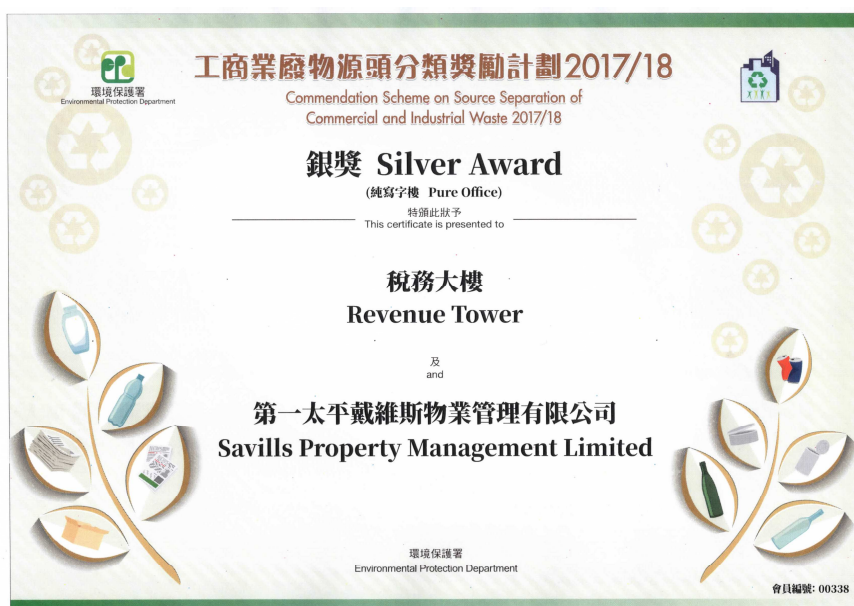 環境保護署
Environmental Protection Department
工商業廢物源頭分類獎勵計劃2017/18
Commendation Scheme on Source Separation of
Commercial and Industrial Waste 2017/18
銀獎 Silver Award
(純寫字樓 Pure Office)
特頒此狀予
This certificate is presented to
稅務大樓
Revenue Tower
及
and
第一太平戴維斯物業管理有限公司
Savills Property Management Limited
環境保護署
Environmental Protection Department
會員編號: 00338